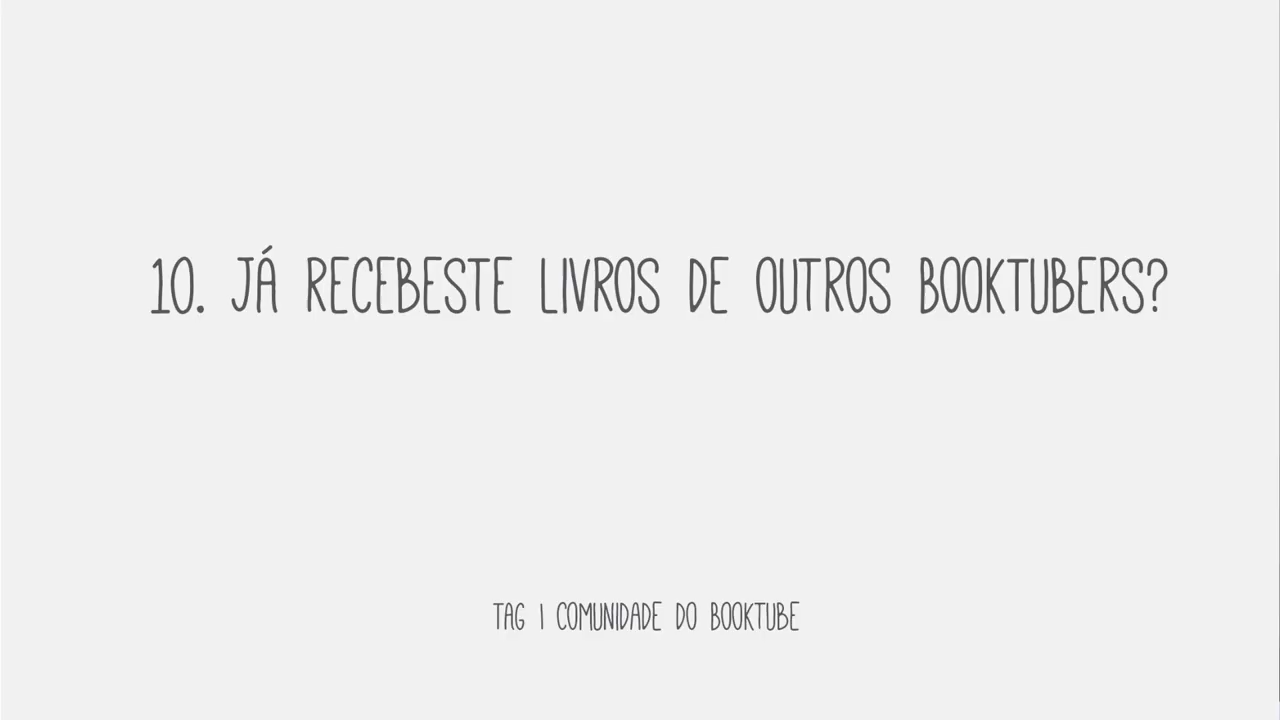 10. JÁ RECEBESTE LIVROS DE OUTROS BOOKTUBERS?
TAG | COMUNIDADE DO BOOKTUBE